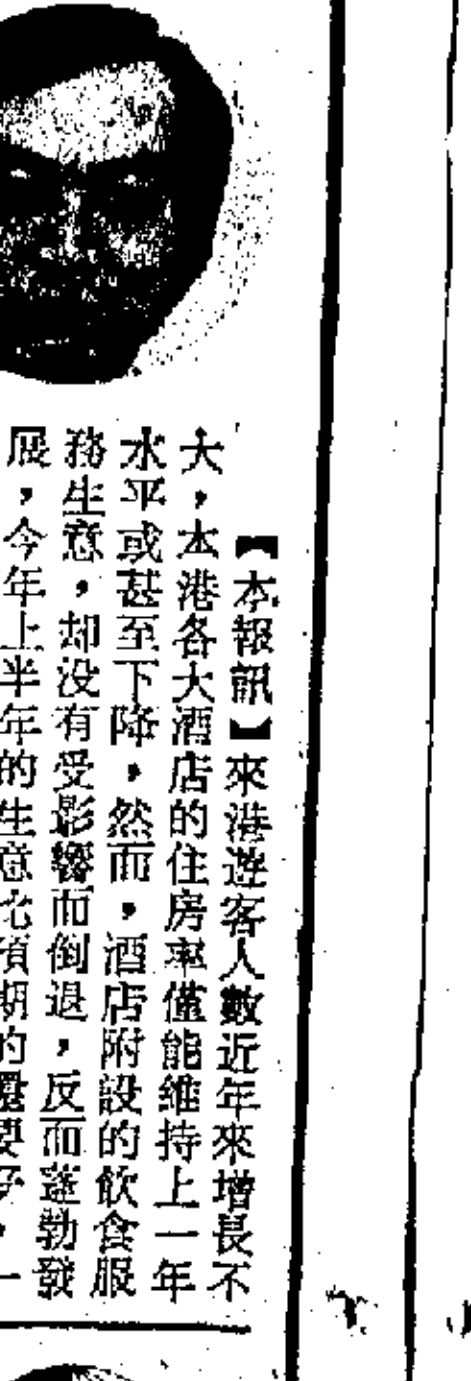 【本報訊】來港遊客人數近年來增長不
大，本港各大酒店的住房率僅能維持上一年
水平或甚至下降，然而，酒店附設的飲食服
務生意，却没有受影響而倒退，反而蓬勃發
展，今年上半年的生意比預期的還要好，一